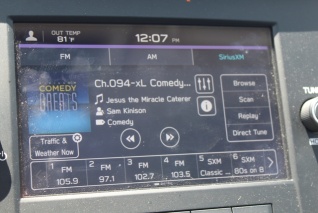 OUT TEMP
81°F
12:07 PM
FM
AM
SiriusXM
COMEDY
GREATS
Ch.094-xL Comedy...
Jesus the Miracle Caterer
Sam Kinison
Comedy
Browse
Scan
Replay
Direct Tune
Traffic &
Weather Now
1 FM
105.9
2 FM
97.1
3 FM
102.7
4 FM
103.5
5 SXM
Classic ...
6 SXM
80s on 8
TUNE